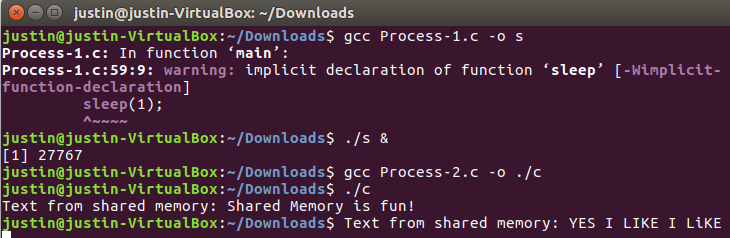 justin@justin-VirtualBox: ~/Downloads
justin@justin-VirtualBox:~/Downloads$ gcc Process-1.c -o s
Process-1.c: In function ‘main’:
Process-1.c:59:9: warning: implicit declaration of function ‘sleep’ [-Wimplicit-
function-declaration]
         sleep(1);
         ^~~~~
justin@justin-VirtualBox:~/Downloads$ ./s &
[1] 27767
justin@justin-VirtualBox:~/Downloads$ gcc Process-2.c -o ./c
justin@justin-VirtualBox:~/Downloads$ ./c
Text from shared memory: Shared Memory is fun!
justin@justin-VirtualBox:~/Downloads$ Text from shared memory: YES I LIKE I LiKE